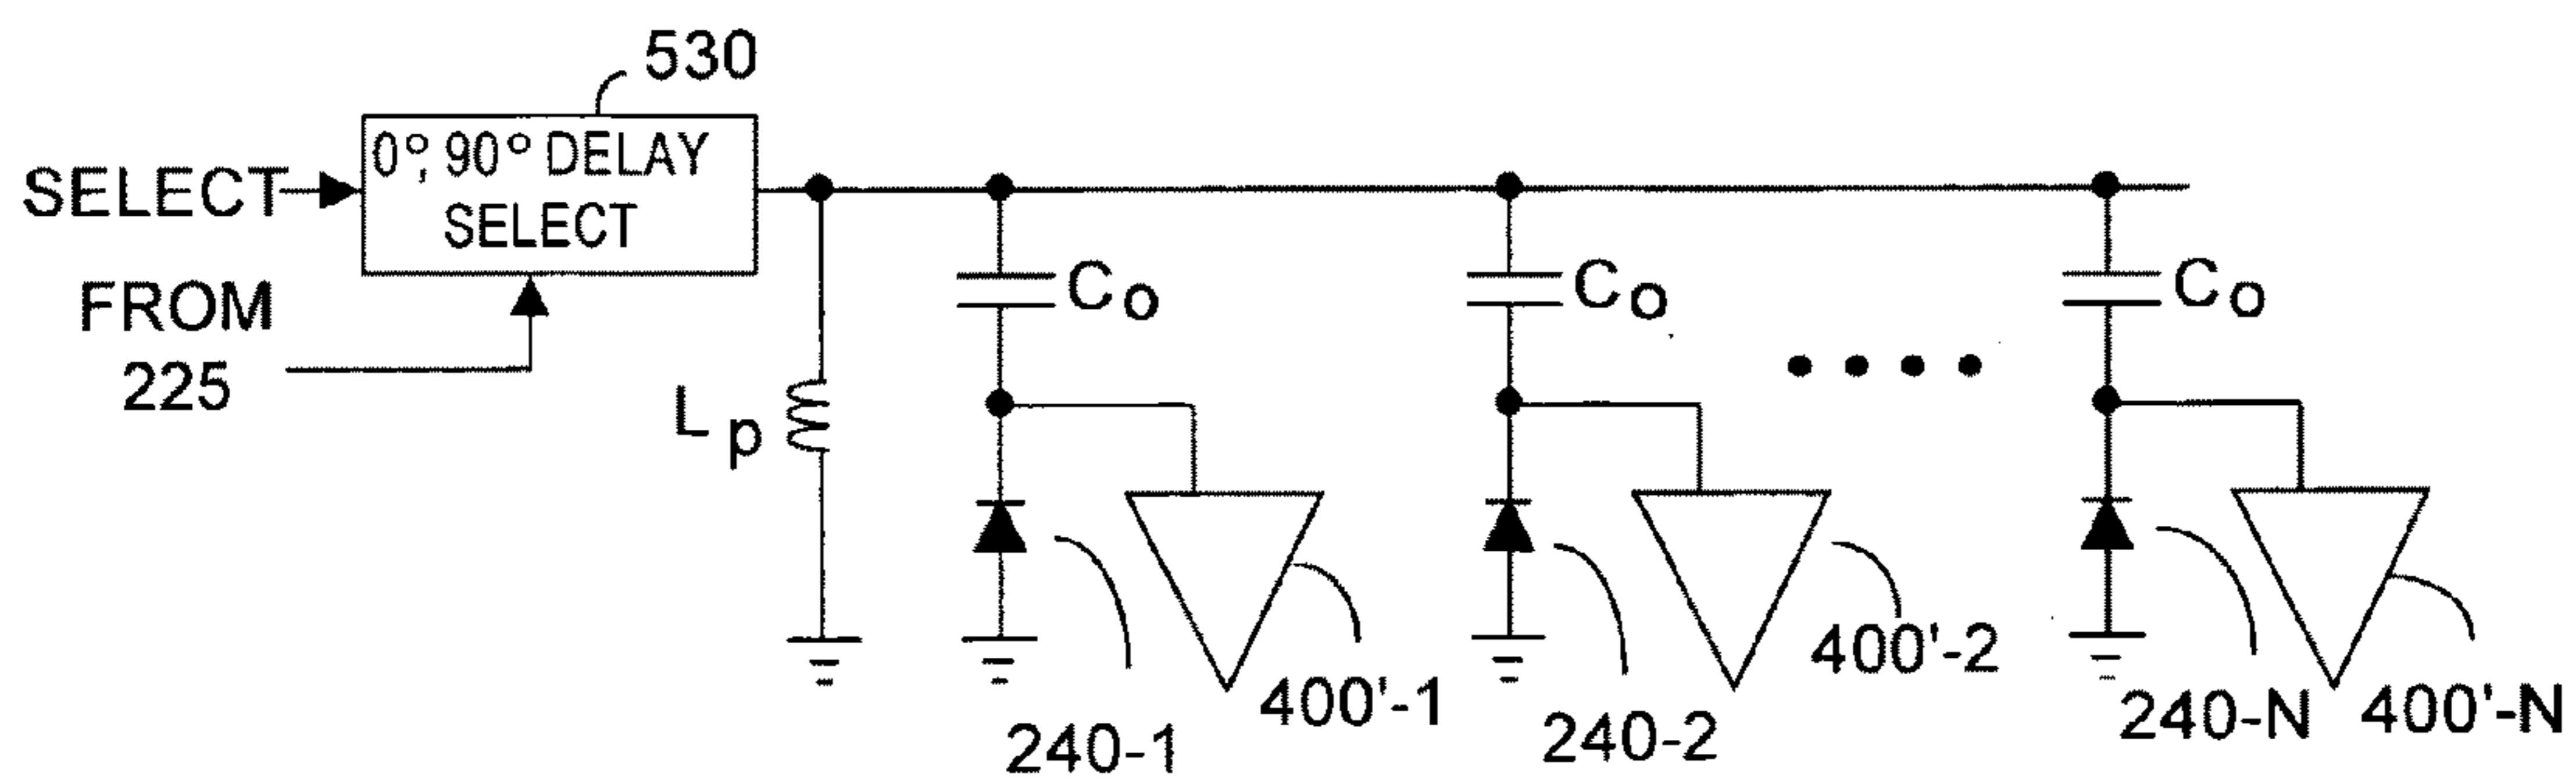 530
SELECT
0°, 90° DELAY
SELECT
FROM
225
Lp
Co
Co
Co
240-1
400'-1
240-2
400'-2
240-N
400'-N